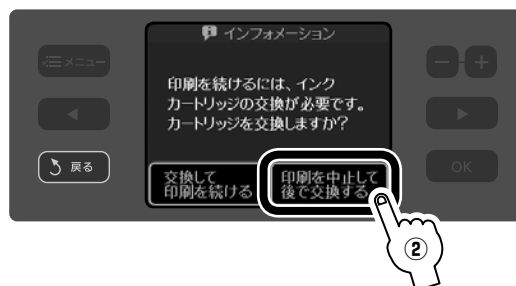 インフォメーション
メニュー
印刷を続けるには、インク
カートリッジの交換が必要です。
カートリッジを交換しますか?
戻る
OK
交換して
印刷を続ける
印刷を中止して
後で交換する
②